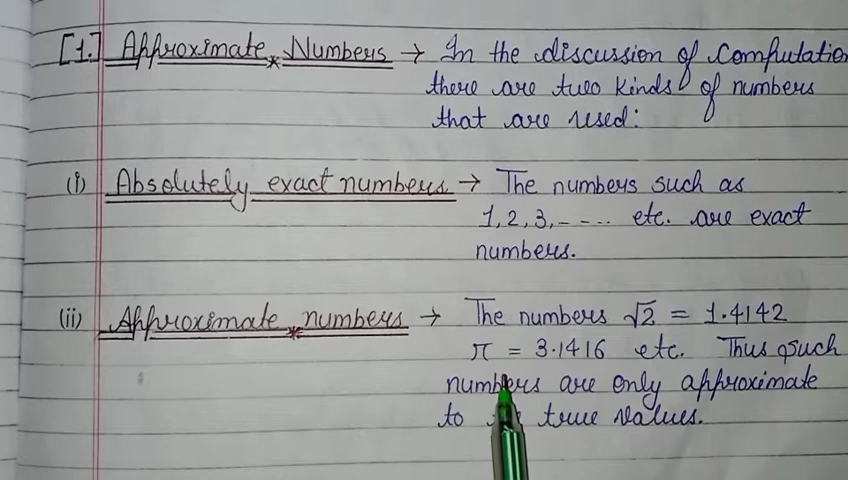 [1.] Approximate Numbers → In the discussion of computation
there are two kinds of numbers
that are used:
(i) Absolutely exact numbers → The numbers such as
1, 2, 3, - - ... etc. are exact
numbers.
(ii) Approximate numbers → The numbers √2 = 1.4142
π = 3.1416 etc. Thus such
numbers are only approximate
to true values.